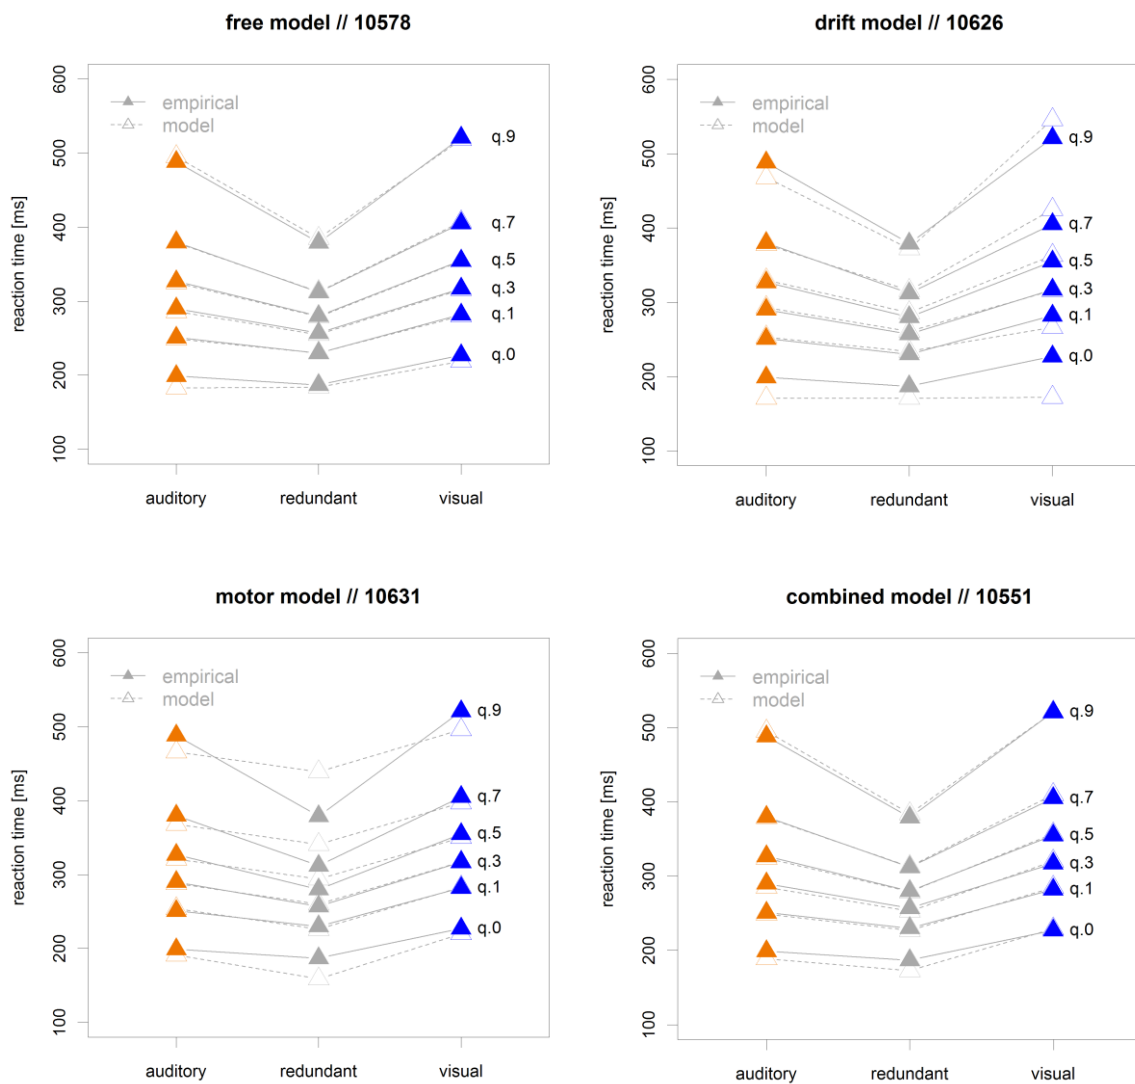 free model // 10578
reaction time [ms]
600
500
400
300
200
100
empirical
model
q.9
q.7
q.5
q.3
q.1
q.0
auditory redundant visual
drift model // 10626
reaction time [ms]
600
500
400
300
200
100
empirical
model
q.9
q.7
q.5
q.3
q.1
q.0
auditory redundant visual
motor model // 10631
reaction time [ms]
600
500
400
300
200
100
empirical
model
q.9
q.7
q.5
q.3
q.1
q.0
auditory redundant visual
combined model // 10551
reaction time [ms]
600
500
400
300
200
100
empirical
model
q.9
q.7
q.5
q.3
q.1
q.0
auditory redundant visual